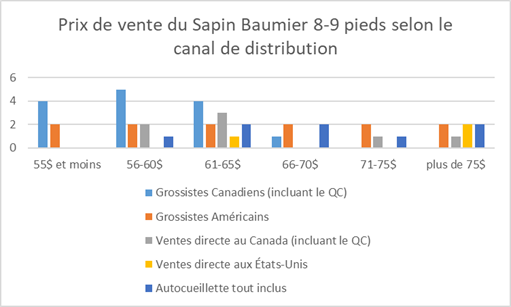 Prix de vente du Sapin Baumier 8-9 pieds selon le
canal de distribution
6
4
2
0
55$ et moins 56-60$ 61-65$ 66-70$ 71-75$ plus de 75$
Grossistes Canadiens (incluant le QC)
Grossistes Américains
Ventes directe au Canada (incluant le QC)
Ventes directe aux États-Unis
Autocueillette tout inclus